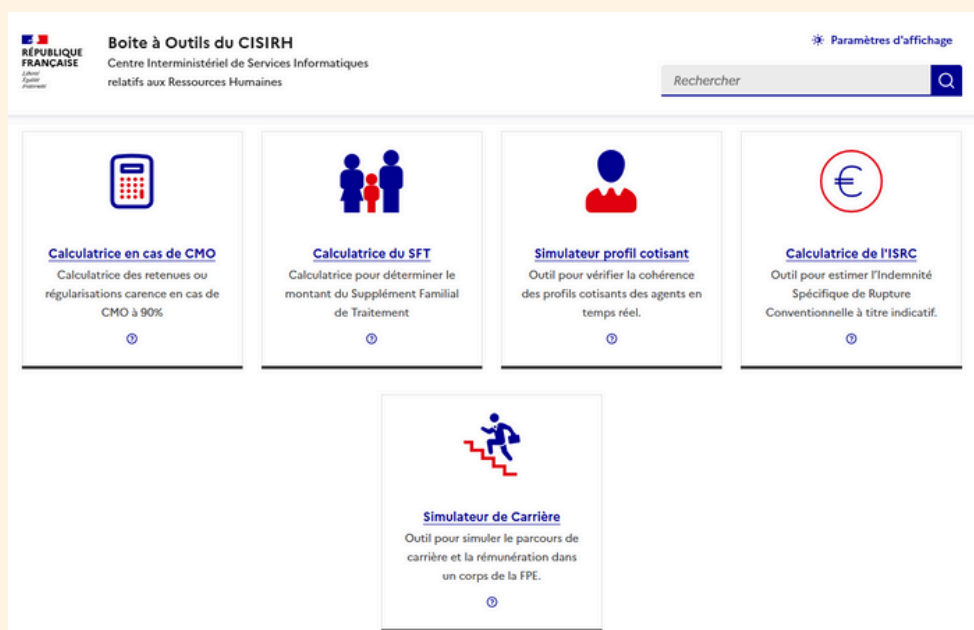 RÉPUBLIQUE
FRANÇAISE
Liberté
Égalité
Fraternité
Boite à Outils du CISIRH
Centre Interministériel de Services Informatiques
relatifs aux Ressources Humaines
Paramètres d'affichage
Rechercher
Calculatrice en cas de CMO
Calculatrice des retenues ou
régularisations carence en cas de
CMO à 90%
Calculatrice du SFT
Calculatrice pour déterminer le
montant du Supplément Familial
de Traitement
Simulateur profil cotisant
Outil pour vérifier la cohérence
des profils cotisants des agents en
temps réel.
€
Calculatrice de l'ISRC
Outil pour estimer l'Indemnité
Spécifique de Rupture
Conventionnelle à titre indicatif.
Simulateur de Carrière
Outil pour simuler le parcours de
carrière et la rémunération dans
un corps de la FPE.